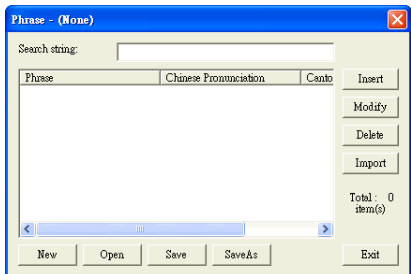 Phrase - (None)
Search string:
Phrase Chinese Pronunciation Canto
Insert
Modify
Delete
Import
Total : 0
item(s)
New Open Save SaveAs Exit